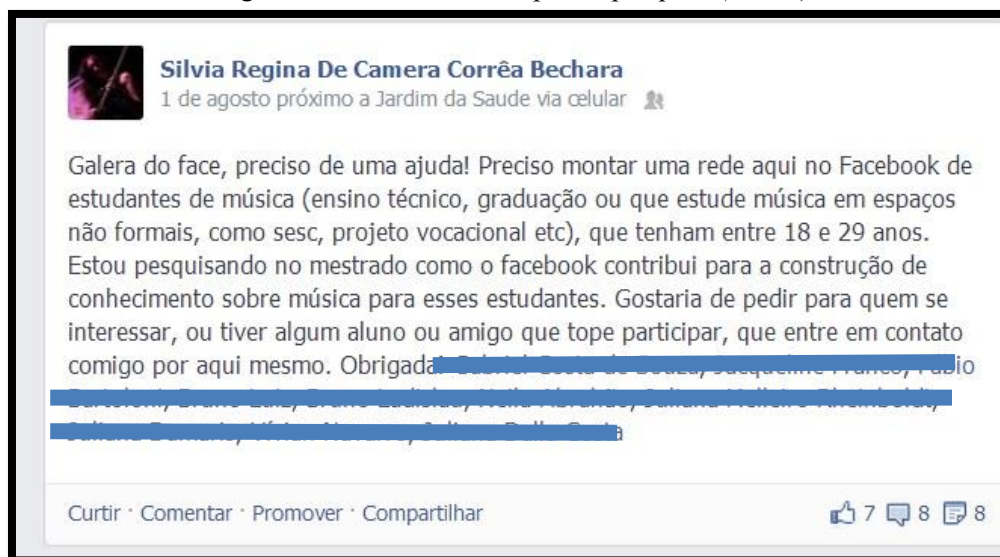 Silvia Regina De Camera Corrêa Bechara
1 de agosto próximo a Jardim da Saude via celular
Galera do face, preciso de uma ajuda! Preciso montar uma rede aqui no Facebook de
estudantes de música (ensino técnico, graduação ou que estude música em espaços
não formais, como sesc, projeto vocacional etc), que tenham entre 18 e 29 anos.
Estou pesquisando no mestrado como o facebook contribui para a construção de
conhecimento sobre música para esses estudantes. Gostaria de pedir para quem se
interessar, ou tiver algum aluno ou amigo que tope participar, que entre em contato
comigo por aqui mesmo. Obrigada
Curtir · Comentar · Promover · Compartilhar 7 8 8